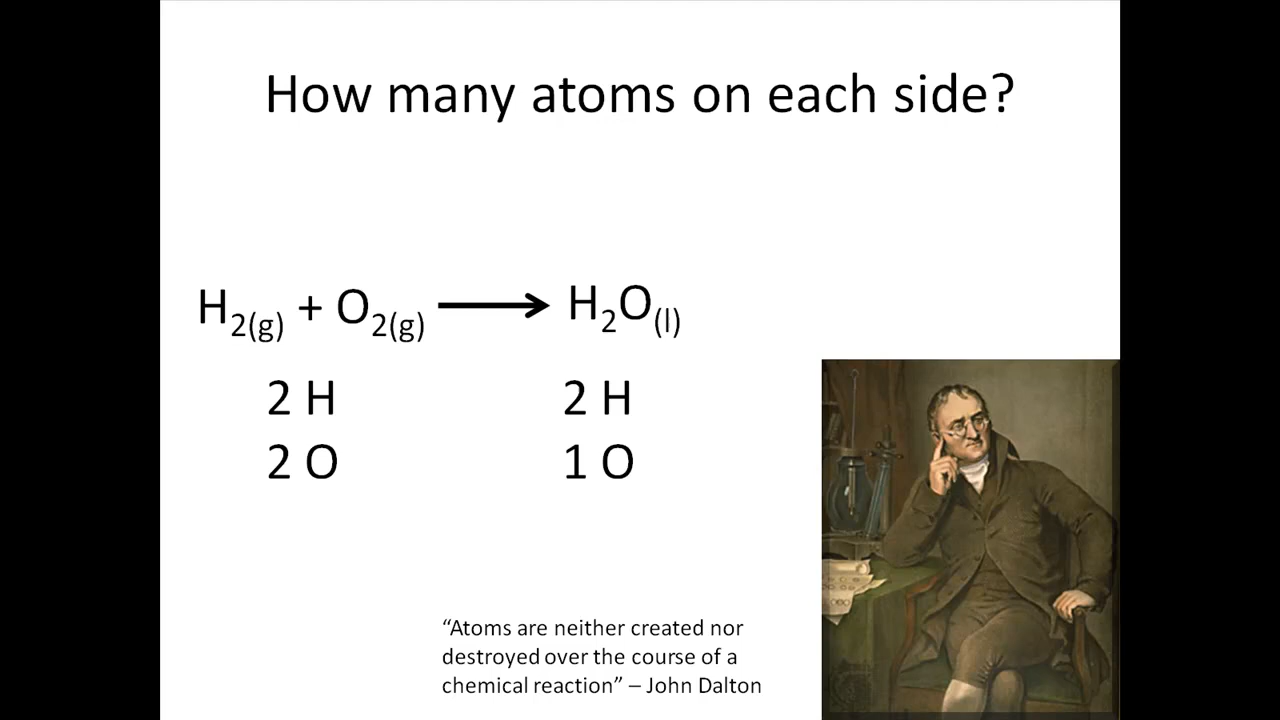 How many atoms on each side?
H₂₍g₎ + O₂₍g₎ ⟶ H₂O₍l₎
2 H 2 H
2 O 1 O
“Atoms are neither created nor
destroyed over the course of a
chemical reaction” – John Dalton